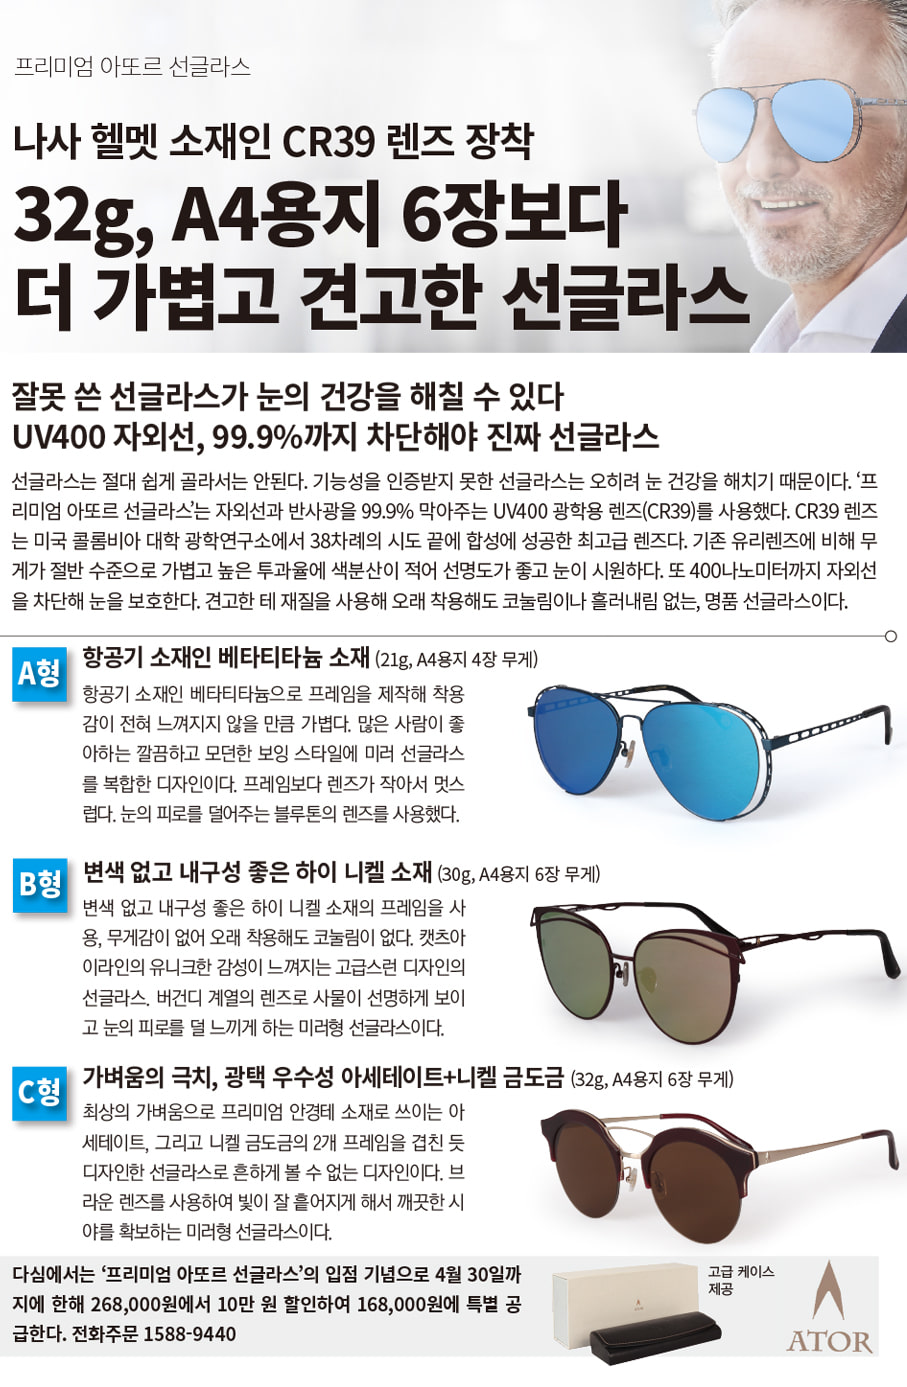 프리미엄 아또르 선글라스
나사 헬멧 소재인 CR39 렌즈 장착
32g, A4용지 6장보다
더 가볍고 견고한 선글라스
잘못 쓴 선글라스가 눈의 건강을 해칠 수 있다
UV400 자외선, 99.9%까지 차단해야 진짜 선글라스
선글라스는 절대 쉽게 골라서는 안된다. 기능성을 인증받지 못한 선글라스는 오히려 눈 건강을 해치기 때문이다. ‘프
리미엄 아또르 선글라스’는 자외선과 반사광을 99.9% 막아주는 UV400 광학용 렌즈(CR39)를 사용했다. CR39 렌즈
는 미국 콜롬비아 대학 광학연구소에서 38차례의 시도 끝에 합성에 성공한 최고급 렌즈다. 기존 유리렌즈에 비해 무
게가 절반 수준으로 가볍고 높은 투과율에 색분산이 적어 선명도가 좋고 눈이 시원하다. 또 400나노미터까지 자외선
을 차단해 눈을 보호한다. 견고한 테 재질을 사용해 오래 착용해도 코눌림이나 흘러내림 없는, 명품 선글라스이다.
A형
항공기 소재인 베타티타늄 소재 (21g, A4용지 4장 무게)
항공기 소재인 베타티타늄으로 프레임을 제작해 착용
감이 전혀 느껴지지 않을 만큼 가볍다. 많은 사람이 좋
아하는 깔끔하고 모던한 보잉 스타일에 미러 선글라스
를 복합한 디자인이다. 프레임보다 렌즈가 작아서 멋스
럽다. 눈의 피로를 덜어주는 블루톤의 렌즈를 사용했다.
B형
변색 없고 내구성 좋은 하이 니켈 소재 (30g, A4용지 6장 무게)
변색 없고 내구성 좋은 하이 니켈 소재의 프레임을 사
용, 무게감이 없어 오래 착용해도 코눌림이 없다. 캣츠아
이라인의 유니크한 감성이 느껴지는 고급스런 디자인의
선글라스. 버건디 계열의 렌즈로 사물이 선명하게 보이
고 눈의 피로를 덜 느끼게 하는 미러형 선글라스이다.
C형
가벼움의 극치, 광택 우수성 아세테이트+니켈 금도금 (32g, A4용지 6장 무게)
최상의 가벼움으로 프리미엄 안경테 소재로 쓰이는 아
세테이트, 그리고 니켈 금도금의 2개 프레임을 겹친 듯
디자인한 선글라스로 흔하게 볼 수 없는 디자인이다. 브
라운 렌즈를 사용하여 빛이 잘 흩어지게 해서 깨끗한 시
야를 확보하는 미러형 선글라스이다.
다심에서는 ‘프리미엄 아또르 선글라스’의 입점 기념으로 4월 30일까
지에 한해 268,000원에서 10만 원 할인하여 168,000원에 특별 공
급한다. 전화주문 1588-9440
고급 케이스
제공
ATOR